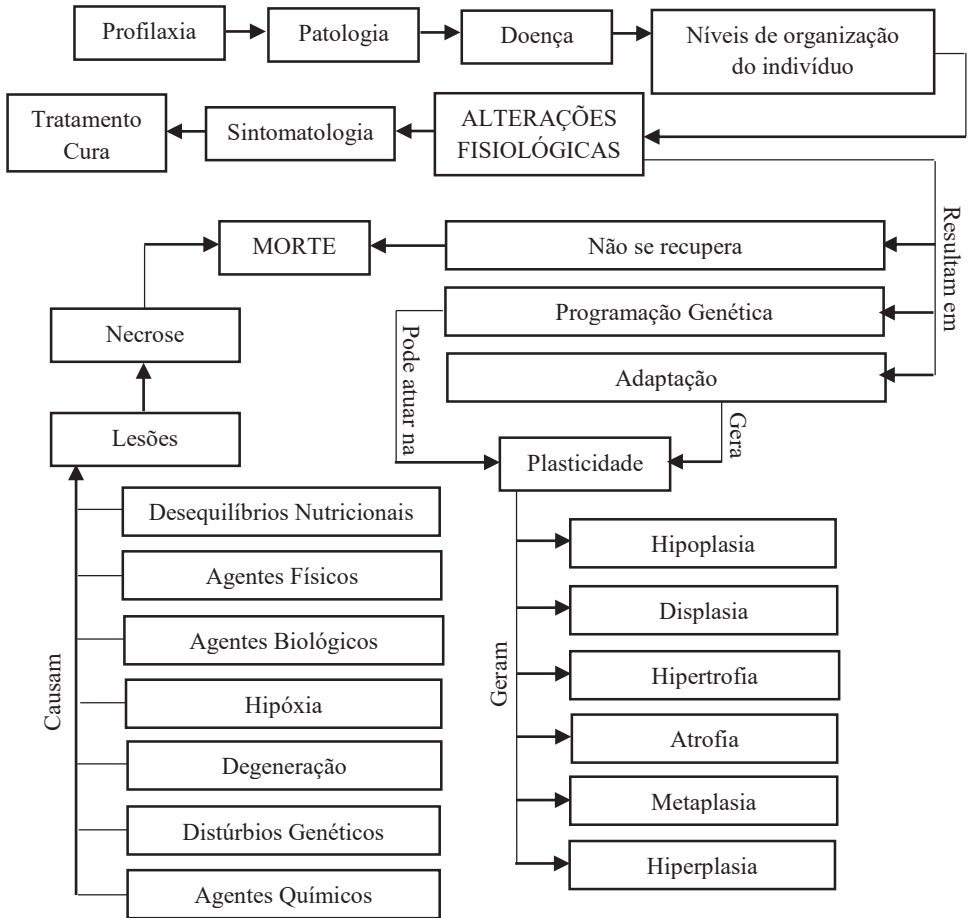 Profilaxia
Patologia
Doença
Níveis de organização
do indivíduo
Tratamento
Cura
Sintomatologia
ALTERAÇÕES
FISIOLÓGICAS
Resultam em
MORTE
Não se recupera
Programação Genética
Adaptação
Necrose
Lesões
Pode atuar na
Gera
Plasticidade
Causam
Desequilíbrios Nutricionais
Agentes Físicos
Agentes Biológicos
Hipóxia
Degeneração
Distúrbios Genéticos
Agentes Químicos
Geram
Hipoplasia
Displasia
Hipertrofia
Atrofia
Metaplasia
Hiperplasia